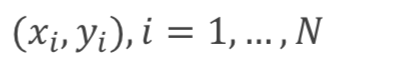 (xᵢ, yᵢ), i = 1, ..., N